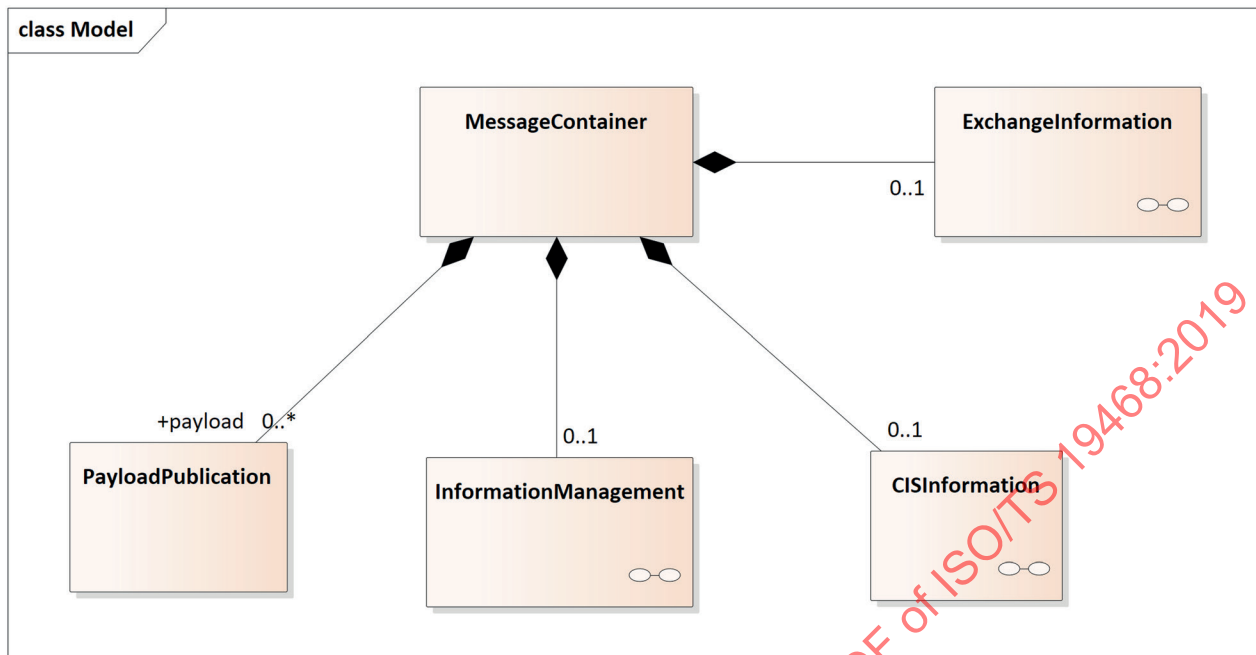 class Model
MessageContainer
ExchangeInformation
0..1
+payload 0..*
0..1
0..1
PayloadPublication
InformationManagement
CISInformation
of ISO/TS 19468:2019